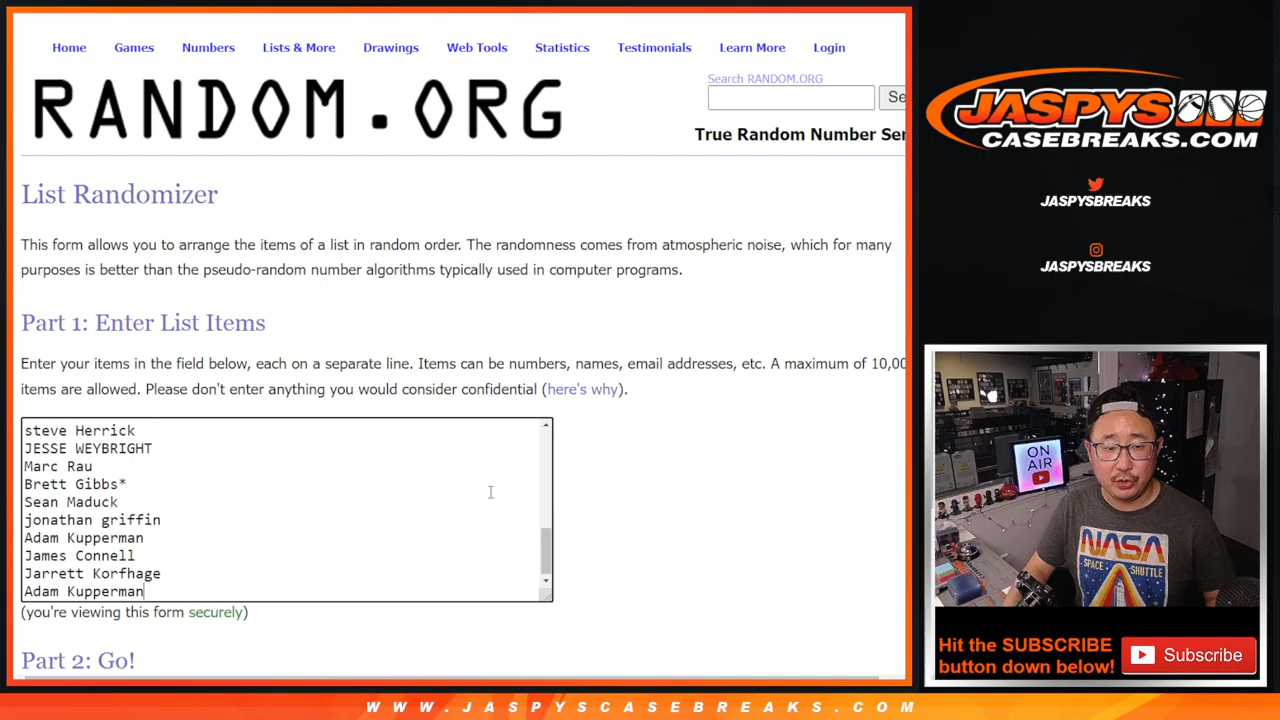 Home Games Numbers Lists & More Drawings Web Tools Statistics Testimonials Learn More Login
RANDOM.ORG
Search RANDOM.ORG
Se
True Random Number Ser
List Randomizer
This form allows you to arrange the items of a list in random order. The randomness comes from atmospheric noise, which for many
purposes is better than the pseudo-random number algorithms typically used in computer programs.
Part 1: Enter List Items
Enter your items in the field below, each on a separate line. Items can be numbers, names, email addresses, etc. A maximum of 10,00
items are allowed. Please don't enter anything you would consider confidential (here's why).
steve Herrick
JESSE WEYBRIGHT
Marc Rau
Brett Gibbs*
Sean Maduck
jonathan griffin
Adam Kupperman
James Connell
Jarrett Korfhage
Adam Kupperman
(you're viewing this form securely)
Part 2: Go!
JASPYS
CASEBREAKS.COM
JASPYSBREAKS
JASPYSBREAKS
ON
AIR
NASA
SPACE SHUTTLE
Hit the SUBSCRIBE
button down below!
Subscribe
WWW.JASPYSCASEBREAKS.COM